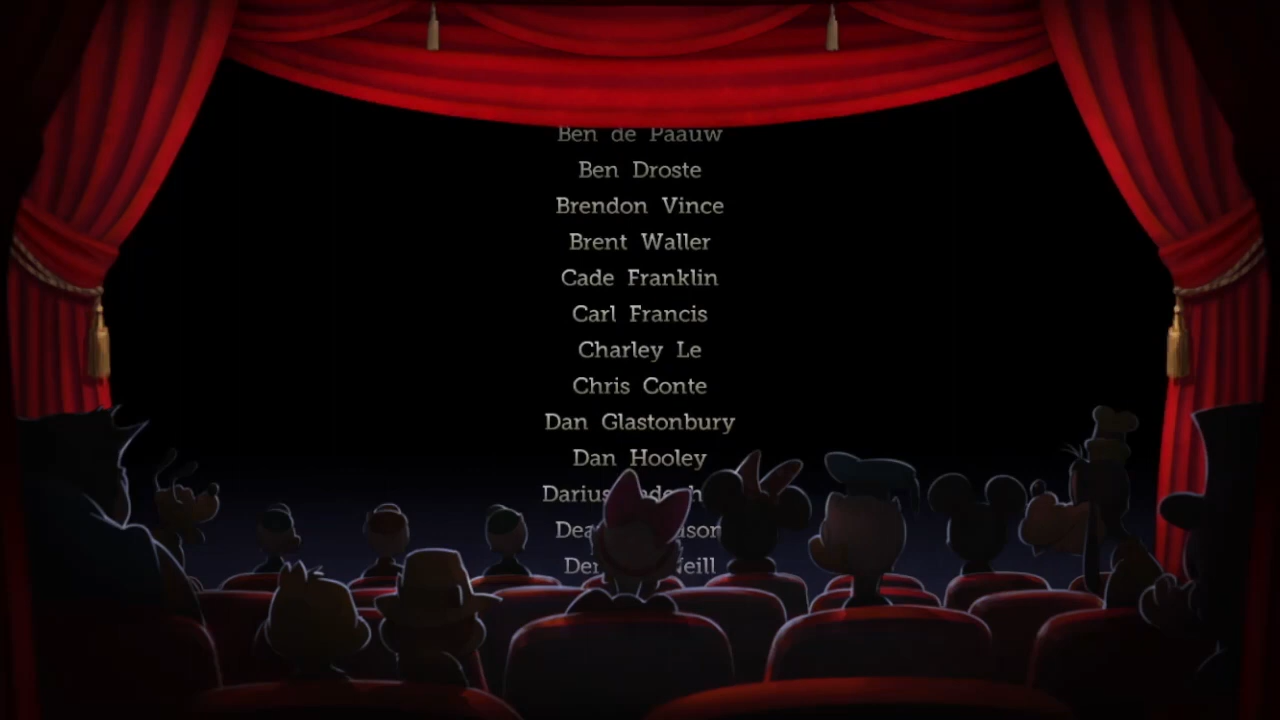 Ben de Paauw
Ben Droste
Brendon Vince
Brent Waller
Cade Franklin
Carl Francis
Charley Le
Chris Conte
Dan Glastonbury
Dan Hooley
Darius